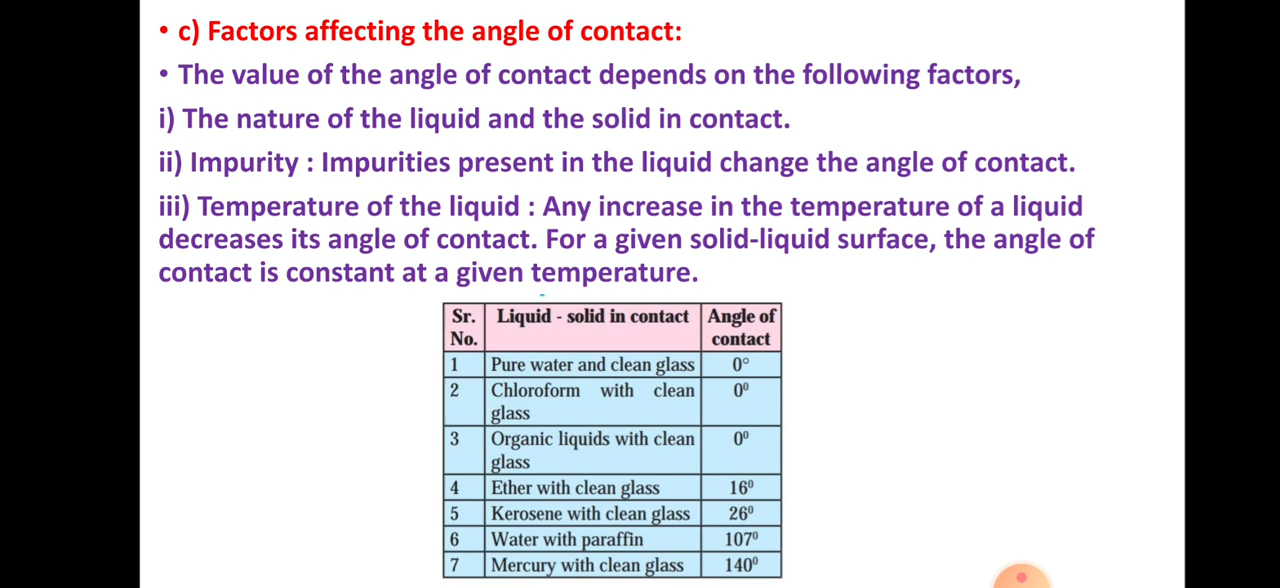 • c) Factors affecting the angle of contact:
• The value of the angle of contact depends on the following factors,
i) The nature of the liquid and the solid in contact.
ii) Impurity : Impurities present in the liquid change the angle of contact.
iii) Temperature of the liquid : Any increase in the temperature of a liquid
decreases its angle of contact. For a given solid-liquid surface, the angle of
contact is constant at a given temperature.
Sr. No. Liquid - solid in contact Angle of contact
1 Pure water and clean glass 0°
2 Chloroform with clean glass 0⁰
3 Organic liquids with clean glass 0⁰
4 Ether with clean glass 16⁰
5 Kerosene with clean glass 26⁰
6 Water with paraffin 107⁰
7 Mercury with clean glass 140⁰